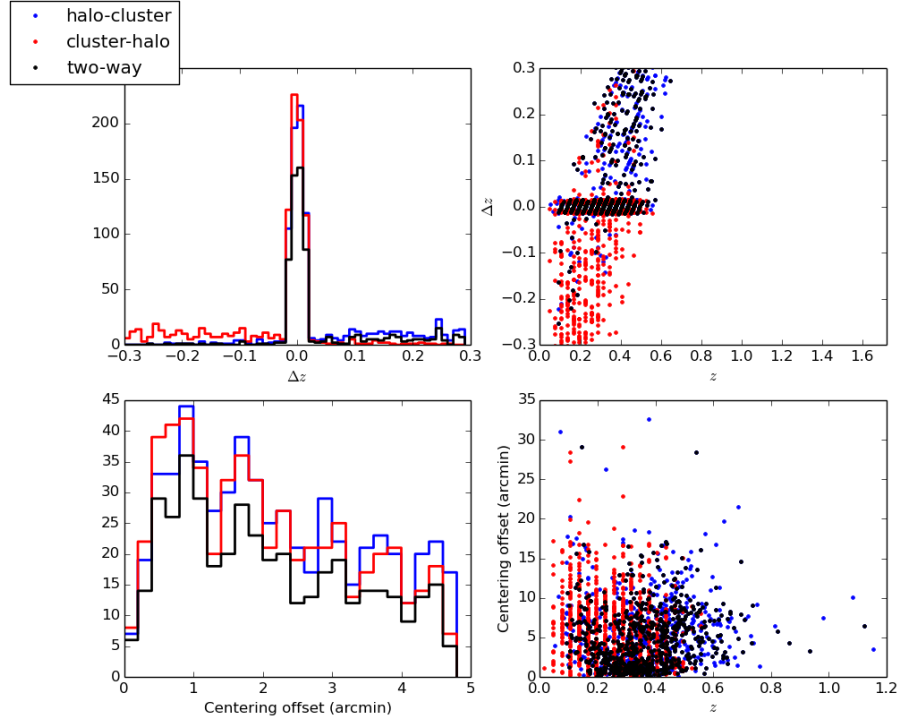 halo-cluster
cluster-halo
two-way
200
150
100
50
0
−0.3 −0.2 −0.1 0.0 0.1 0.2 0.3
Δz
0.3
0.2
0.1
0.0
−0.1
−0.2
−0.3
Δz
0.0 0.2 0.4 0.6 0.8 1.0 1.2 1.4 1.6
z
45
40
35
30
25
20
15
10
5
0
0 1 2 3 4 5
Centering offset (arcmin)
35
30
25
20
15
10
5
0
Centering offset (arcmin)
0.0 0.2 0.4 0.6 0.8 1.0 1.2
z